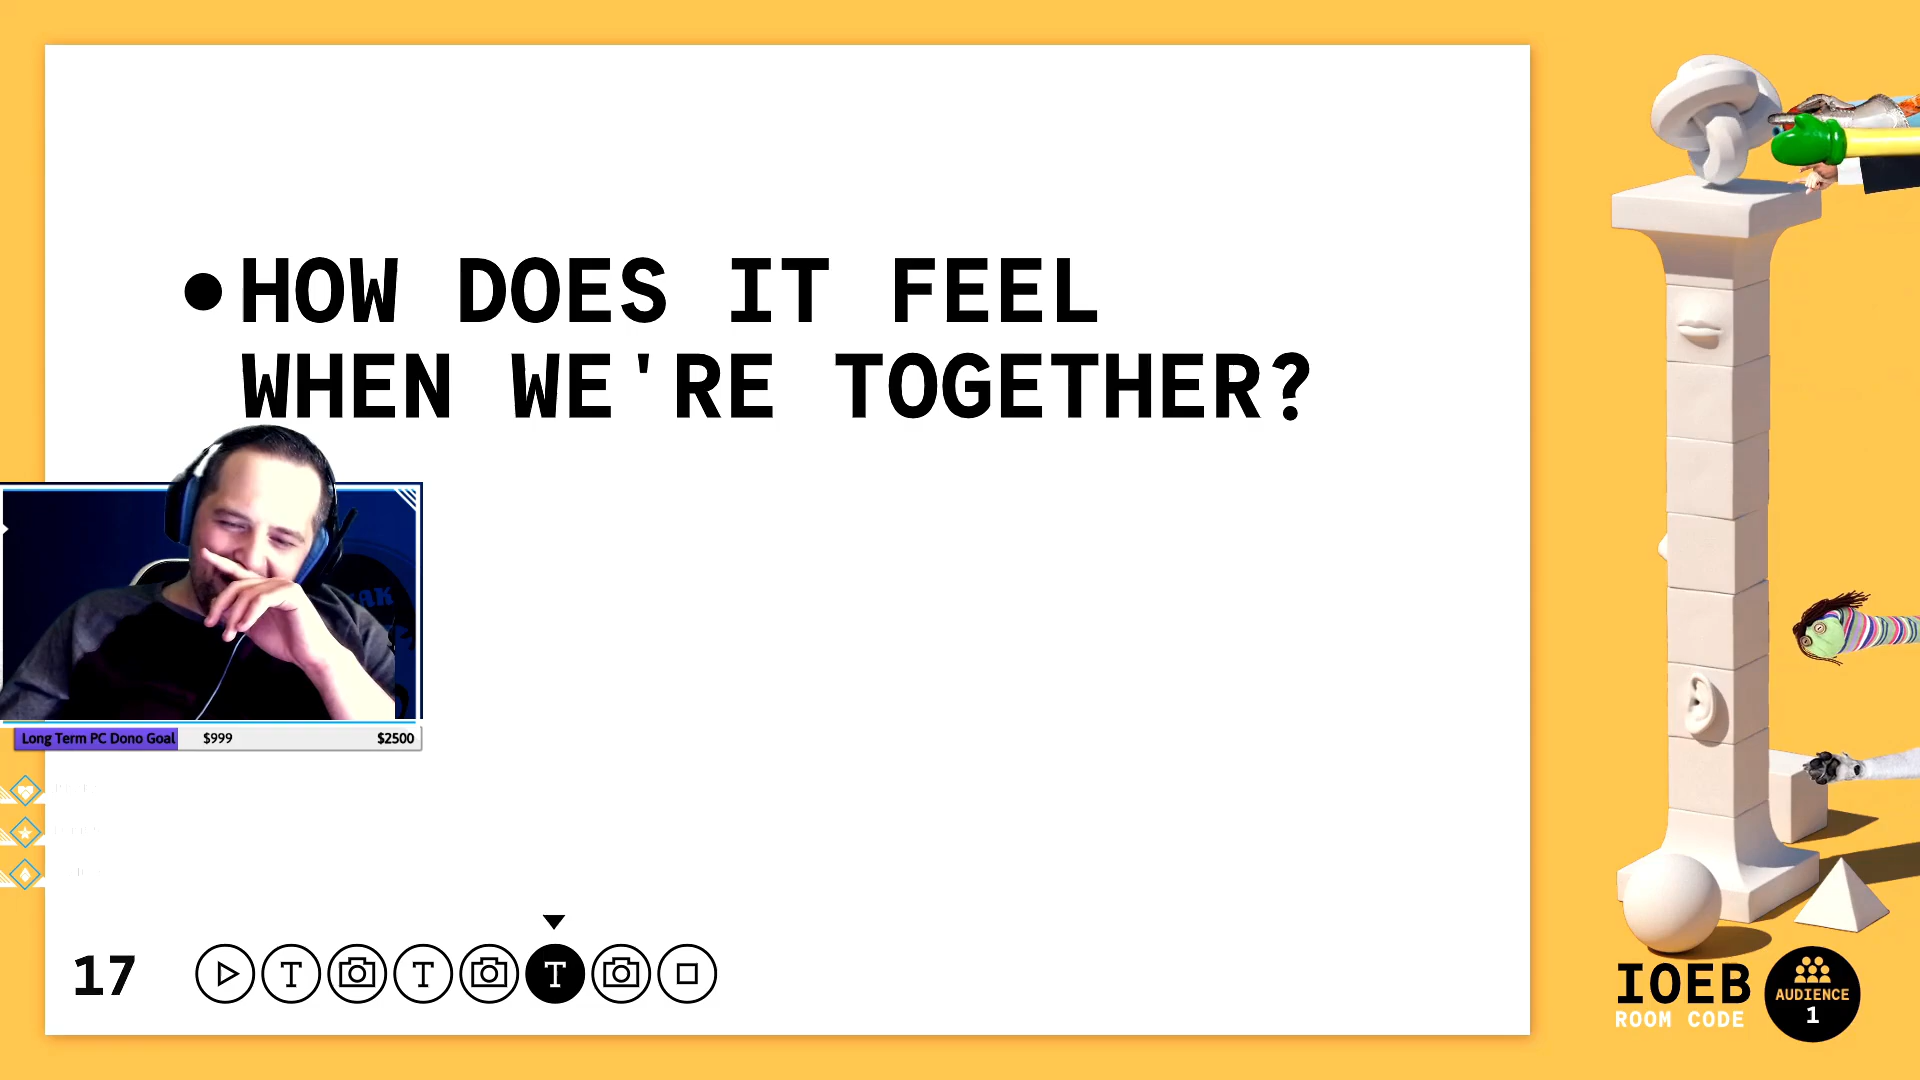 •HOW DOES IT FEEL
WHEN WE'RE TOGETHER?
Long Term PC Dono Goal $999 $2500
17 T T T
IOEB
ROOM CODE
AUDIENCE
1